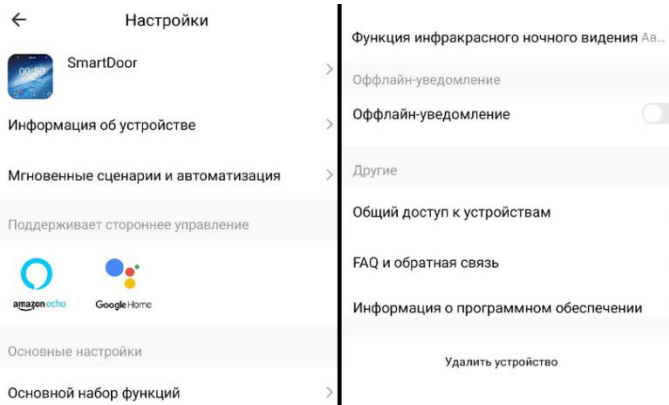 Настройки
SmartDoor
Информация об устройстве
Мгновенные сценарии и автоматизация
Поддерживает стороннее управление
amazon echo
Google Home
Основные настройки
Основной набор функций
Функция инфракрасного ночного видения Ав...
Оффлайн-уведомление
Оффлайн-уведомление
Другие
Общий доступ к устройствам
FAQ и обратная связь
Информация о программном обеспечении
Удалить устройство